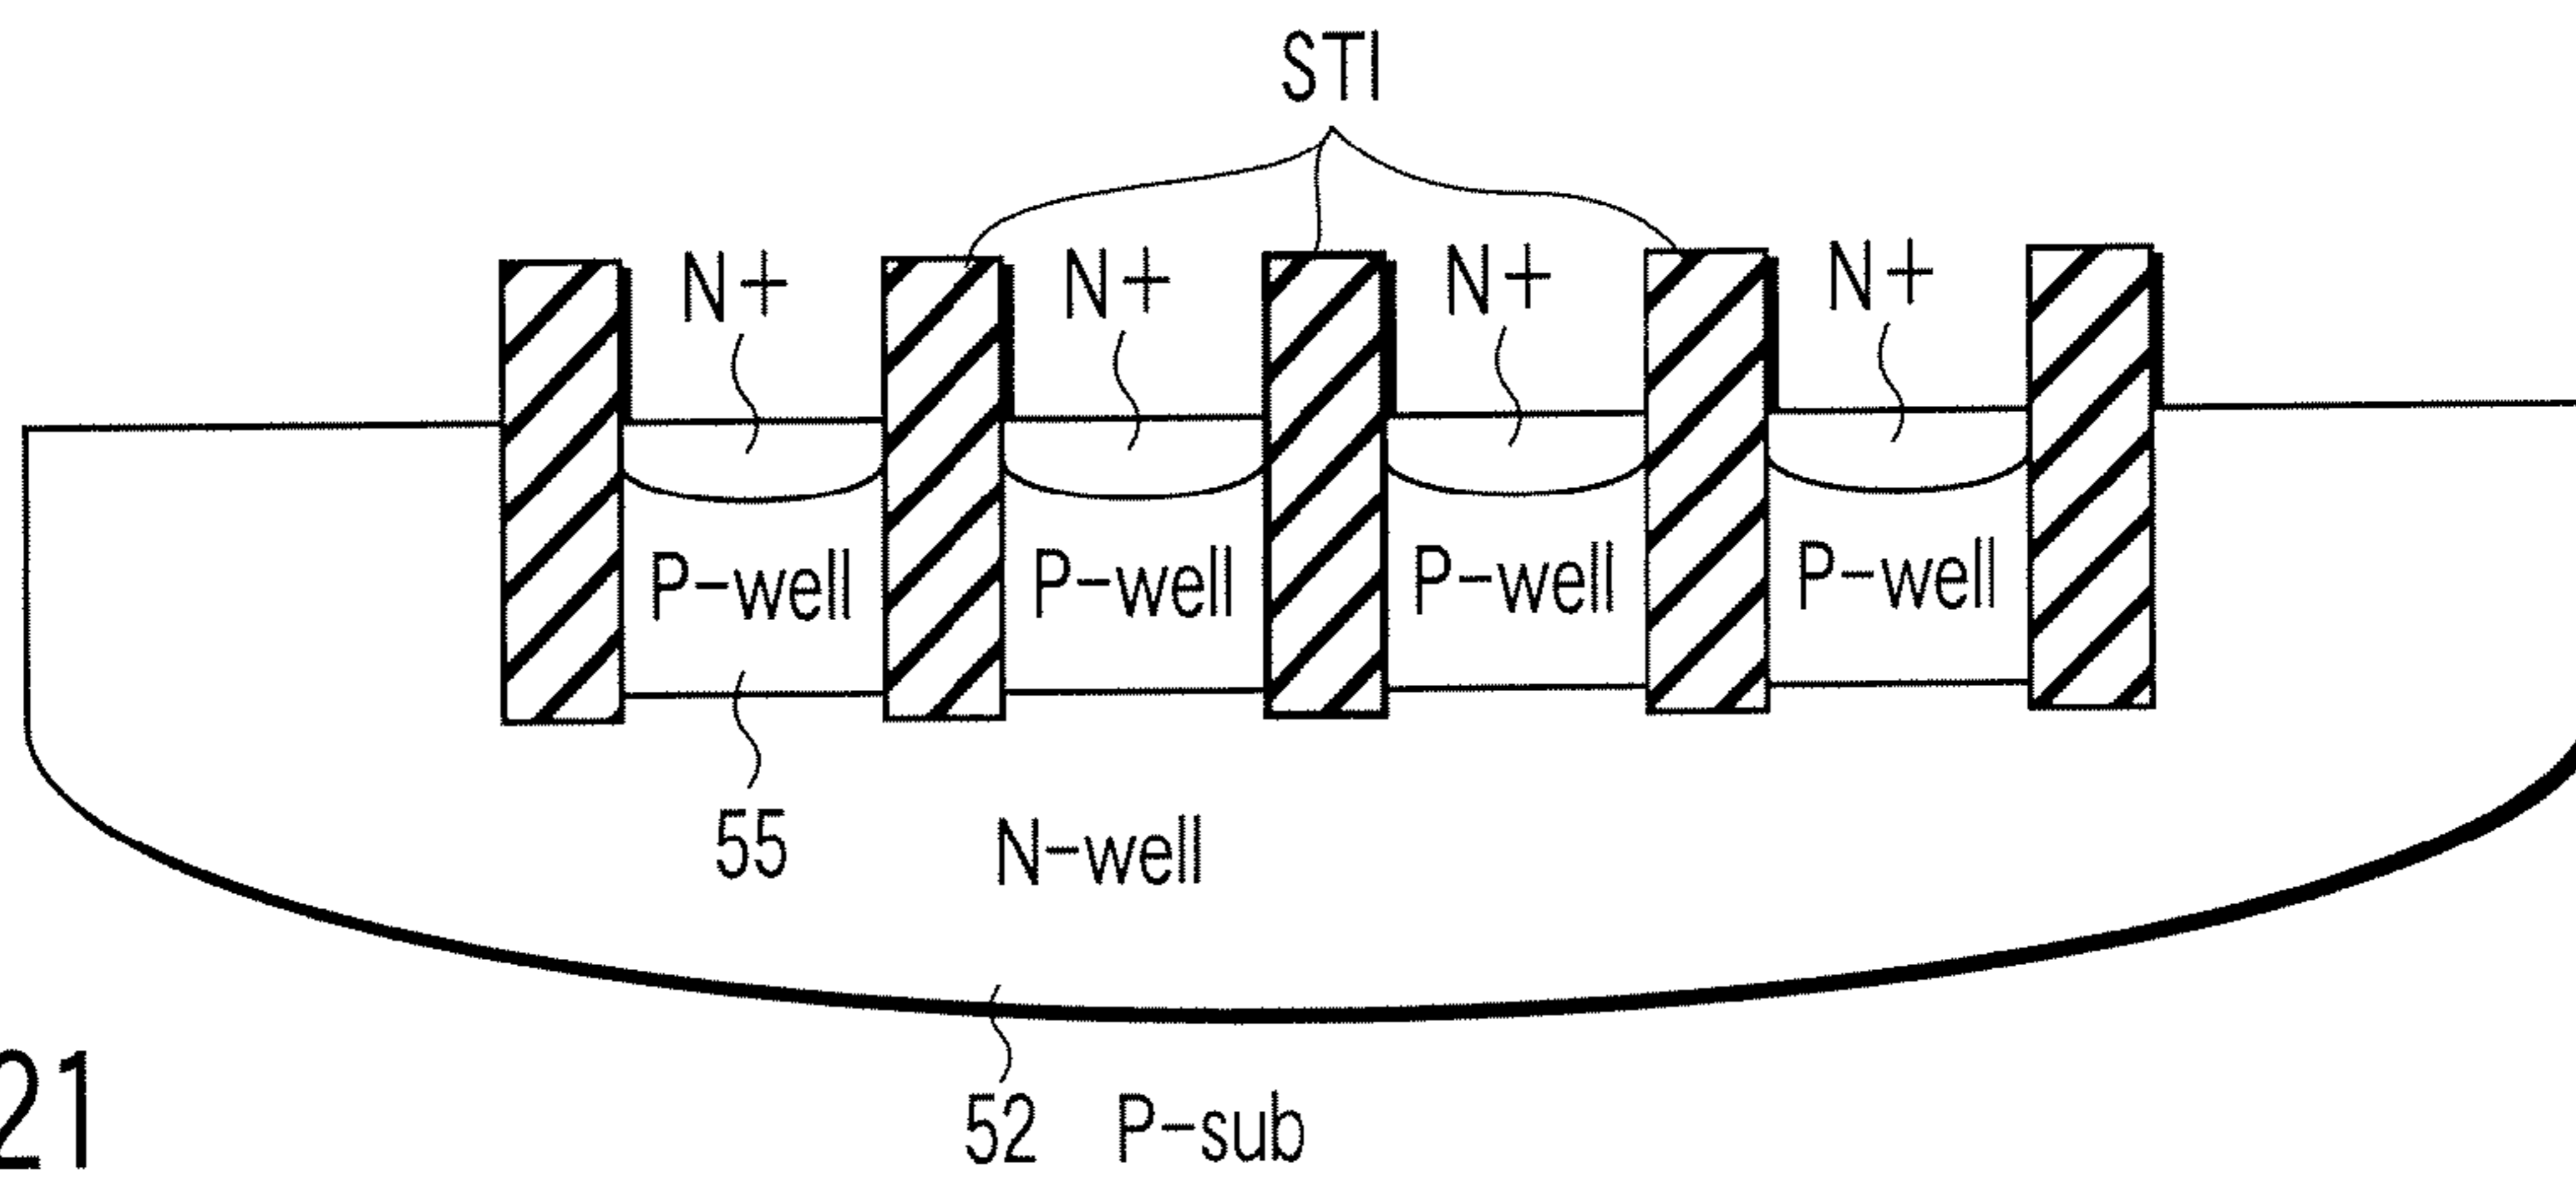 STI
N+ N+ N+ N+
P-well P-well P-well P-well
55 N-well
52 P-sub
21